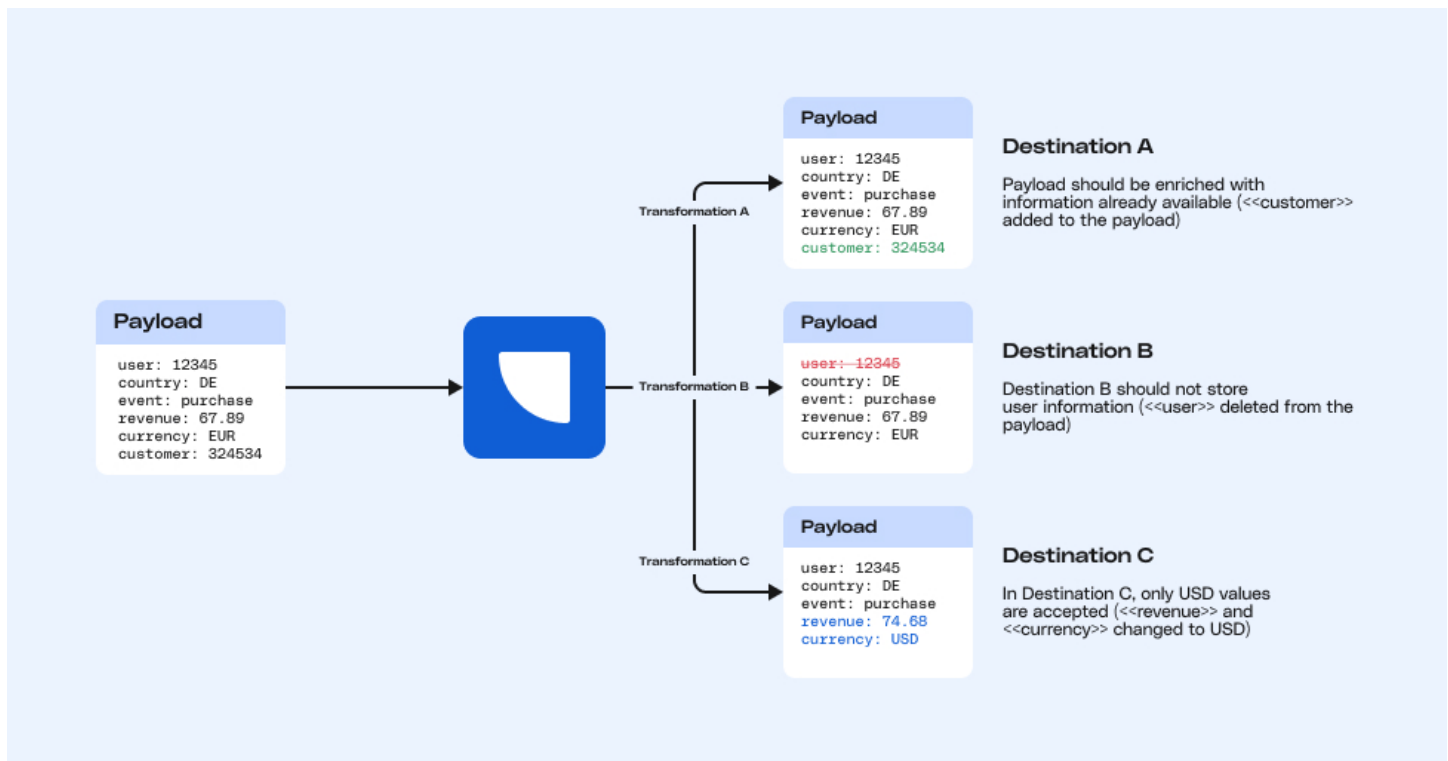 Payload
user: 12345
country: DE
event: purchase
revenue: 67.89
currency: EUR
customer: 324534
Transformation A
Transformation B
Transformation C
Payload
user: 12345
country: DE
event: purchase
revenue: 67.89
currency: EUR
customer: 324534
Destination A
Payload should be enriched with
information already available (<<customer>>
added to the payload)
Payload
user: 12345
country: DE
event: purchase
revenue: 67.89
currency: EUR
Destination B
Destination B should not store
user information (<<user>> deleted from the
payload)
Payload
user: 12345
country: DE
event: purchase
revenue: 74.68
currency: USD
Destination C
In Destination C, only USD values
are accepted (<<revenue>> and
<<currency>> changed to USD)